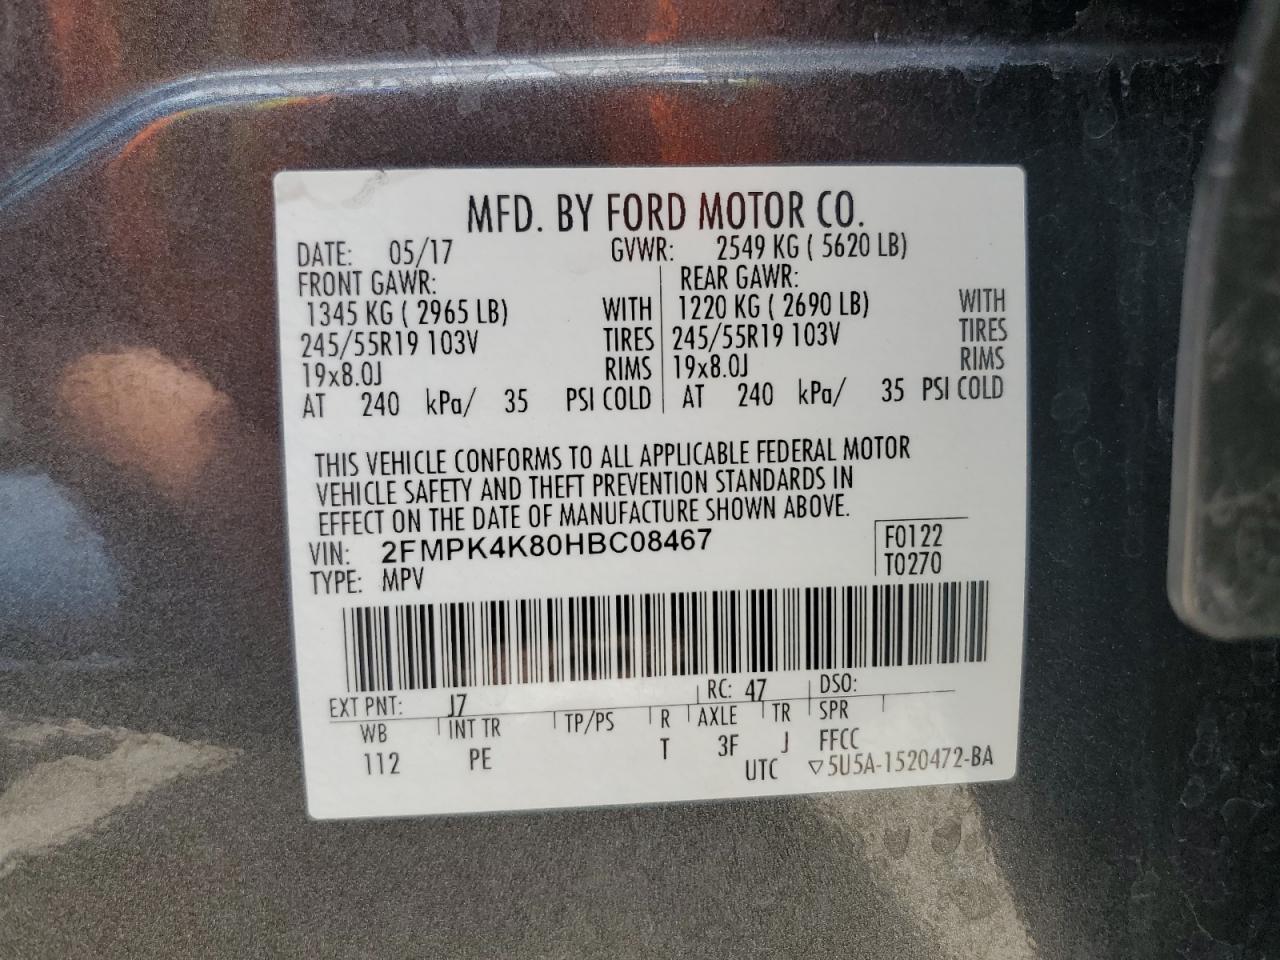 MFD. BY FORD MOTOR CO.
DATE: 05/17 GVWR: 2549 KG ( 5620 LB)
FRONT GAWR: REAR GAWR:
1345 KG ( 2965 LB) WITH 1220 KG ( 2690 LB) WITH
245/55R19 103V TIRES 245/55R19 103V TIRES
19x8.0J RIMS 19x8.0J RIMS
AT 240 kPa/ 35 PSI COLD AT 240 kPa/ 35 PSI COLD
THIS VEHICLE CONFORMS TO ALL APPLICABLE FEDERAL MOTOR
VEHICLE SAFETY AND THEFT PREVENTION STANDARDS IN
EFFECT ON THE DATE OF MANUFACTURE SHOWN ABOVE.
VIN: 2FMPK4K80HBC08467 F0122
TYPE: MPV T0270
EXT PNT: J7 RC: 47 DSO:
WB INT TR TP/PS R AXLE TR SPR
112 PE T 3F J FFCC
UTC ▽5U5A-1520472-BA